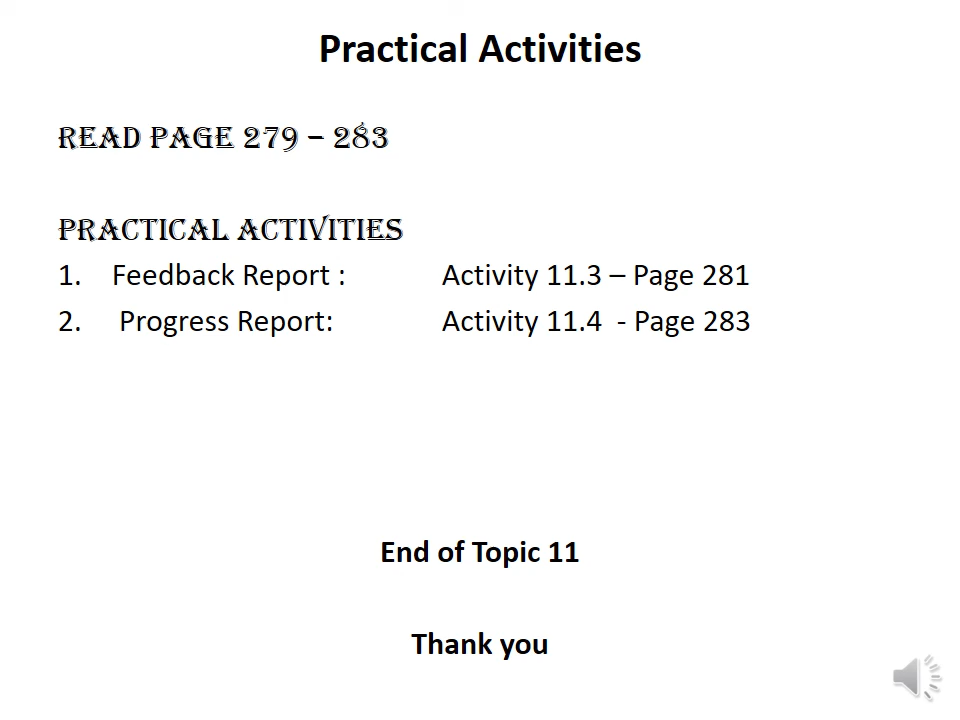 Practical Activities
READ PAGE 279 – 283
PRACTICAL ACTIVITIES
1. Feedback Report : Activity 11.3 – Page 281
2. Progress Report: Activity 11.4 - Page 283
End of Topic 11
Thank you